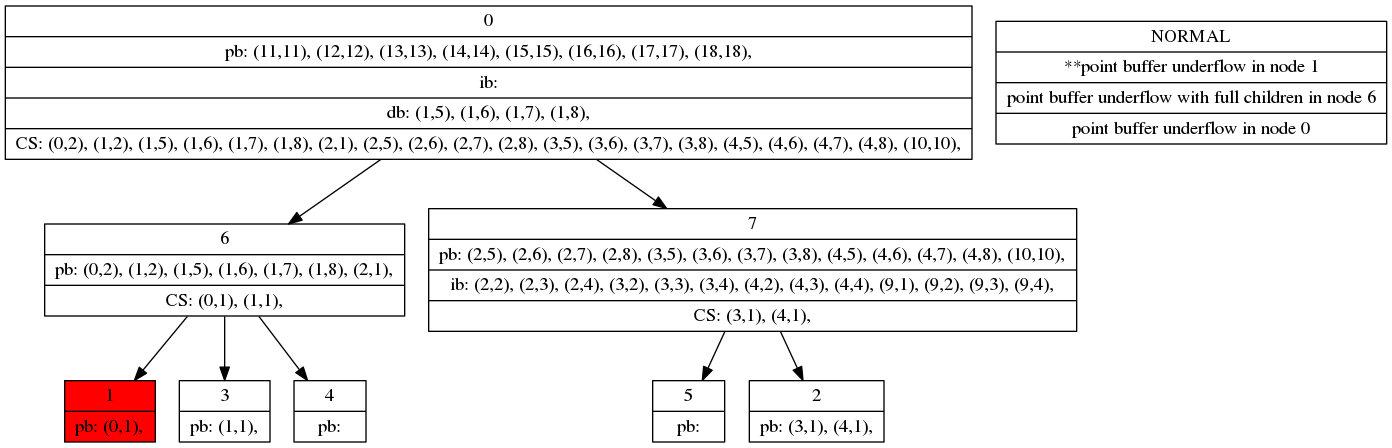 0
pb: (11,11), (12,12), (13,13), (14,14), (15,15), (16,16), (17,17), (18,18),
ib:
db: (1,5), (1,6), (1,7), (1,8),
CS: (0,2), (1,2), (1,5), (1,6), (1,7), (1,8), (2,1), (2,5), (2,6), (2,7), (2,8), (3,5), (3,6), (3,7), (3,8), (4,5), (4,6), (4,7), (4,8), (10,10),
NORMAL
**point buffer underflow in node 1
point buffer underflow with full children in node 6
point buffer underflow in node 0
6
pb: (0,2), (1,2), (1,5), (1,6), (1,7), (1,8), (2,1),
CS: (0,1), (1,1),
7
pb: (2,5), (2,6), (2,7), (2,8), (3,5), (3,6), (3,7), (3,8), (4,5), (4,6), (4,7), (4,8), (10,10),
ib: (2,2), (2,3), (2,4), (3,2), (3,3), (3,4), (4,2), (4,3), (4,4), (9,1), (9,2), (9,3), (9,4),
CS: (3,1), (4,1),
1
pb: (0,1),
3
pb: (1,1),
4
pb:
5
pb:
2
pb: (3,1), (4,1),